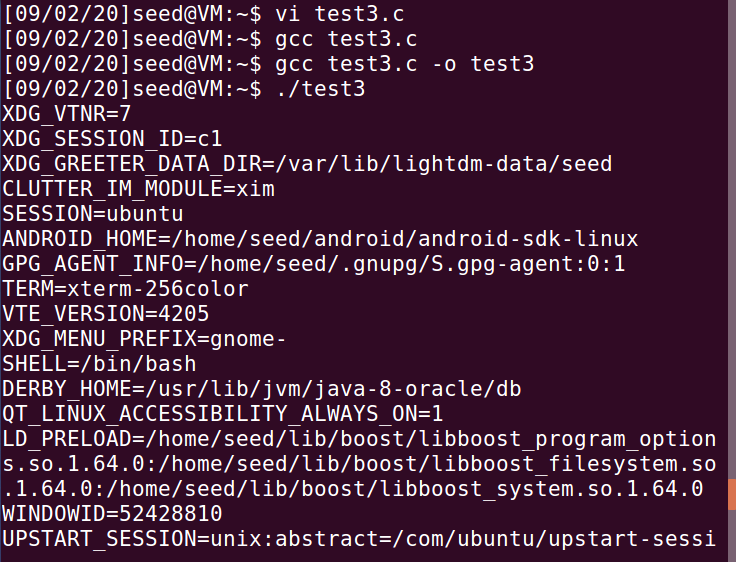 [09/02/20]seed@VM:~$ vi test3.c
[09/02/20]seed@VM:~$ gcc test3.c
[09/02/20]seed@VM:~$ gcc test3.c -o test3
[09/02/20]seed@VM:~$ ./test3
XDG_VTNR=7
XDG_SESSION_ID=c1
XDG_GREETER_DATA_DIR=/var/lib/lightdm-data/seed
CLUTTER_IM_MODULE=xim
SESSION=ubuntu
ANDROID_HOME=/home/seed/android/android-sdk-linux
GPG_AGENT_INFO=/home/seed/.gnupg/S.gpg-agent:0:1
TERM=xterm-256color
VTE_VERSION=4205
XDG_MENU_PREFIX=gnome-
SHELL=/bin/bash
DERBY_HOME=/usr/lib/jvm/java-8-oracle/db
QT_LINUX_ACCESSIBILITY_ALWAYS_ON=1
LD_PRELOAD=/home/seed/lib/boost/libboost_program_option
s.so.1.64.0:/home/seed/lib/boost/libboost_filesystem.so
.1.64.0:/home/seed/lib/boost/libboost_system.so.1.64.0
WINDOWID=52428810
UPSTART_SESSION=unix:abstract=/com/ubuntu/upstart-sessi